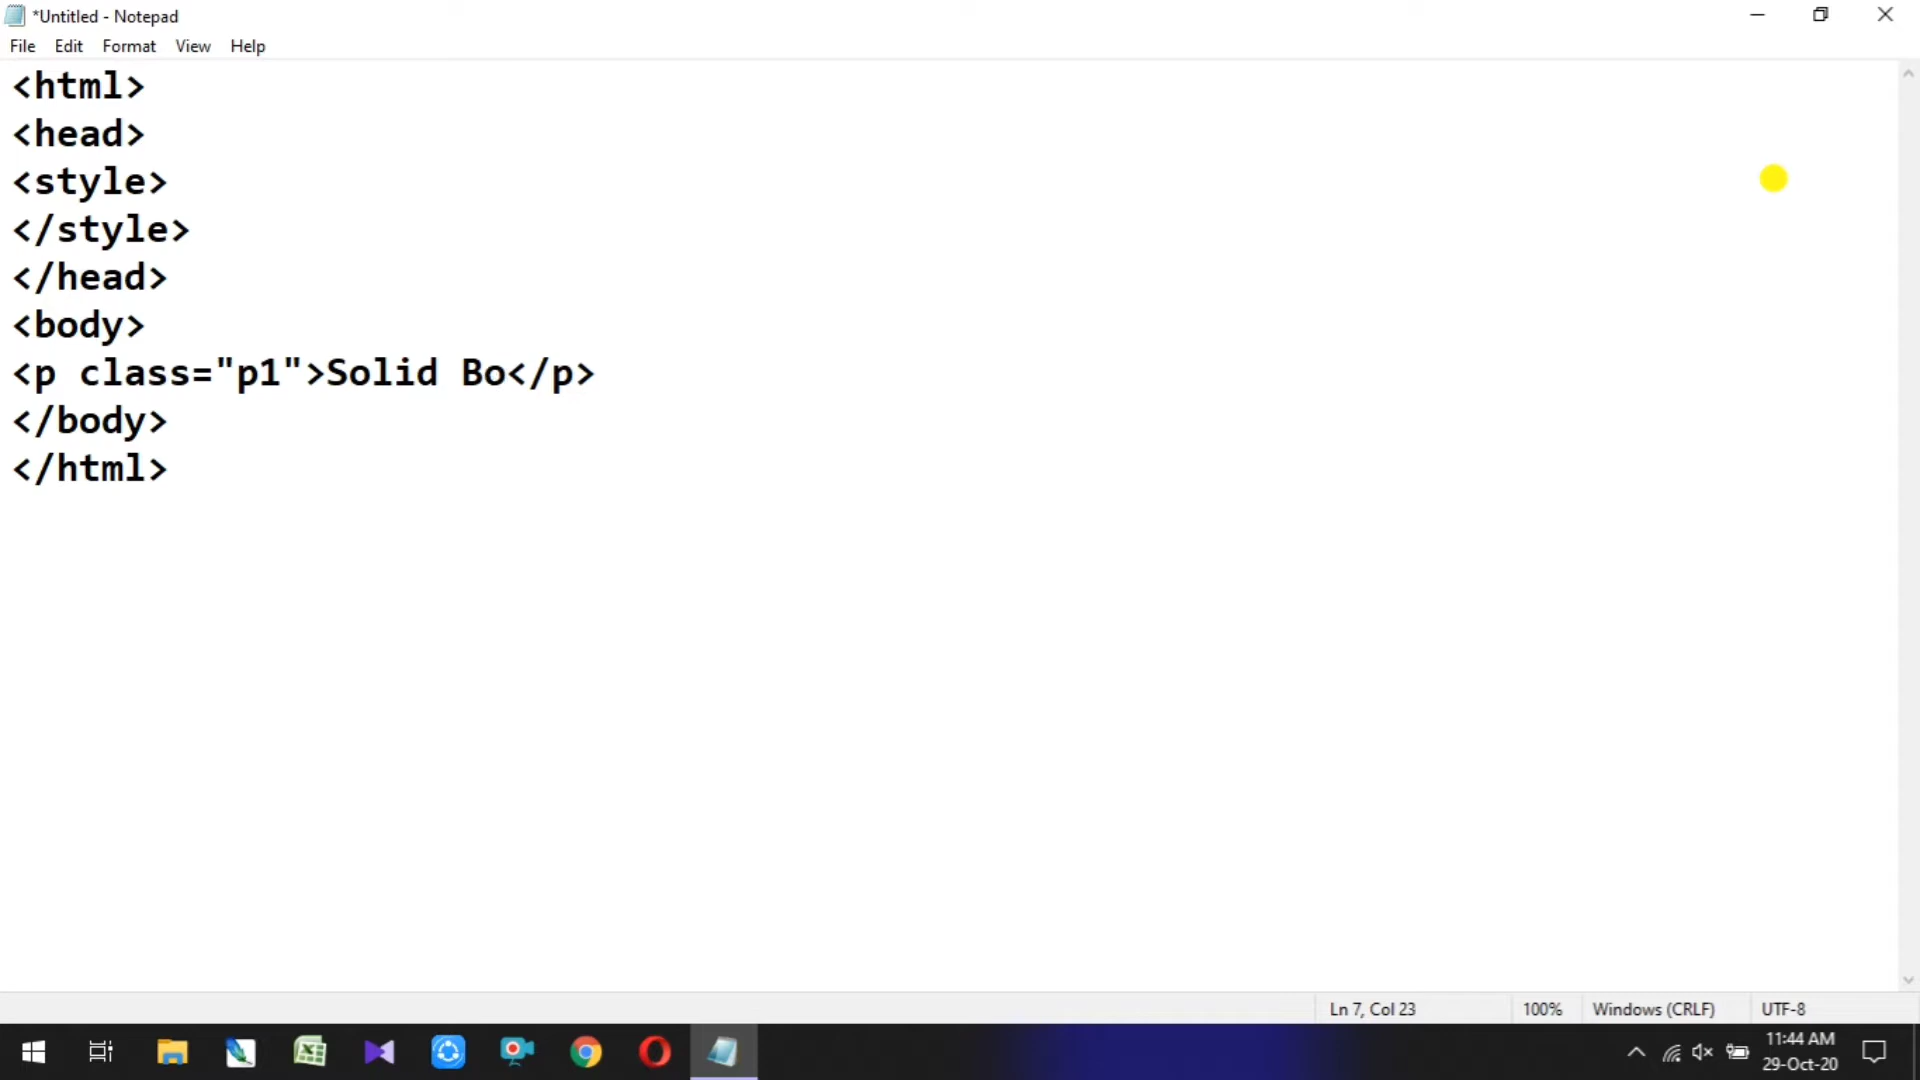 *Untitled - Notepad
File Edit Format View Help
<html>
<head>
<style>
</style>
</head>
<body>
<p class="p1">Solid Bo</p>
</body>
</html>
Ln 7, Col 23 100% Windows (CRLF) UTF-8
11:44 AM
29-Oct-20